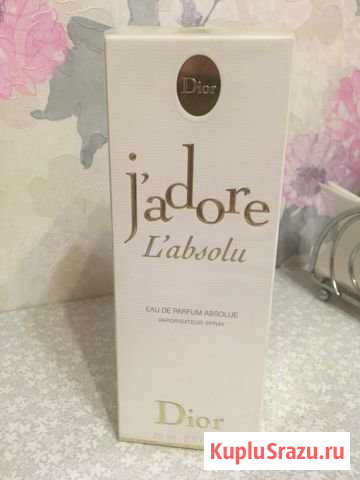 Dior
j'adore
L'absolu
EAU DE PARFUM ABSOLUE
VAPORISATEUR SPRAY
Dior
KupluSrazu.ru